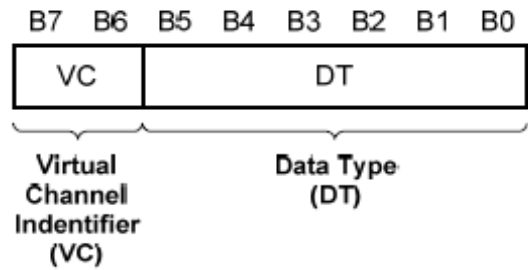 B7 B6 B5 B4 B3 B2 B1 B0
VC DT
Virtual
Channel
Indentifier
(VC)
Data Type
(DT)